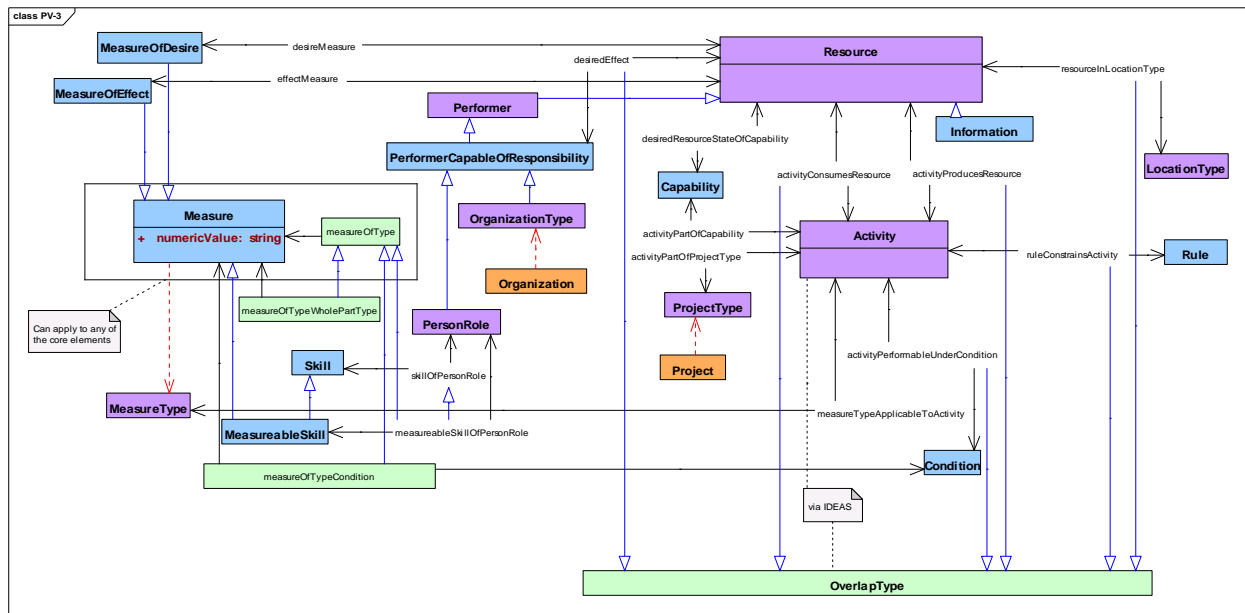 class PV-3
MeasureOfDesire
desireMeasure
Resource
desiredEffect
resourceInLocationType
effectMeasure
MeasureOfEffect
Performer
Information
desiredResourceStateOfCapability
PerformerCapableOfResponsibility
LocationType
activityConsumesResource
activityProducesResource
Capability
Measure
OrganizationType
+ numericValue: string
measureOfType
activityPartOfCapability
Activity
activityPartOfProjectType
ruleConstrainsActivity
Rule
Organization
ProjectType
measureOfTypeWholePartType
PersonRole
Can apply to any of
the core elements
activityPerformableUnderCondition
Skill
Project
skillOfPersonRole
MeasureType
measureTypeApplicableToActivity
MeasureableSkill
measureableSkillOfPersonRole
Condition
measureOfTypeCondition
via IDEAS
OverlapType